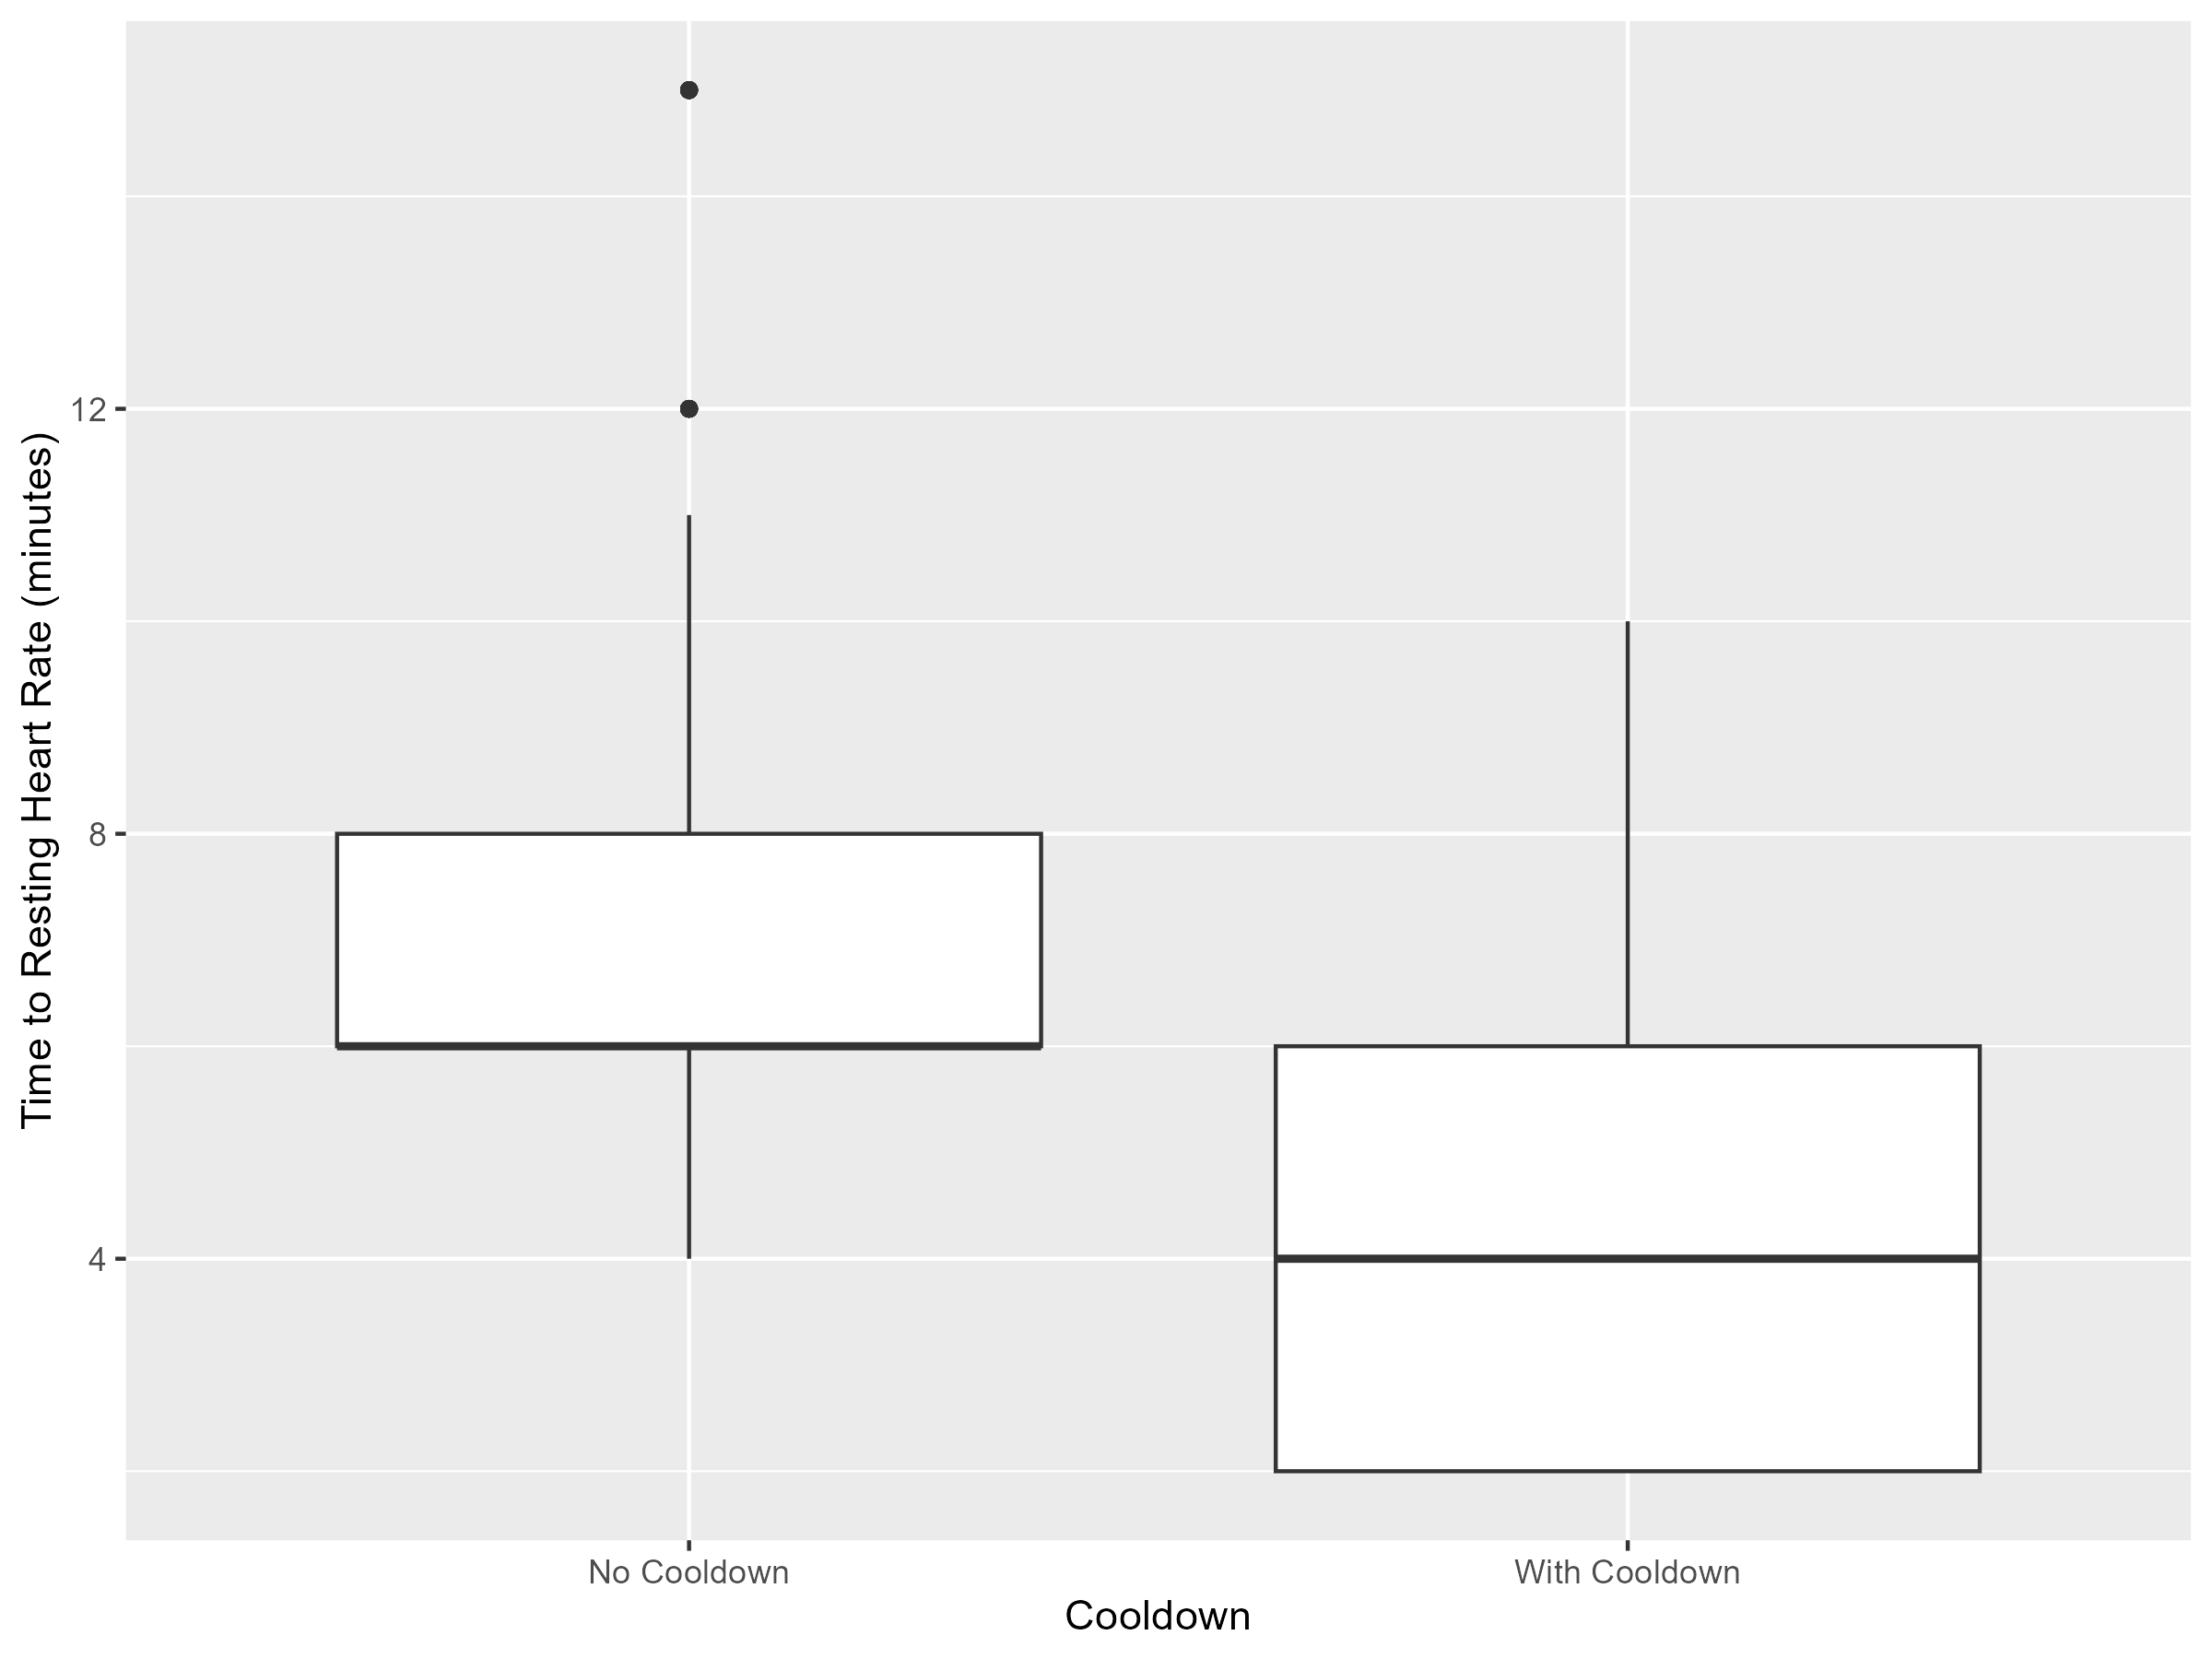 Time to Resting Heart Rate (minutes)
12
8
4
No Cooldown
With Cooldown
Cooldown